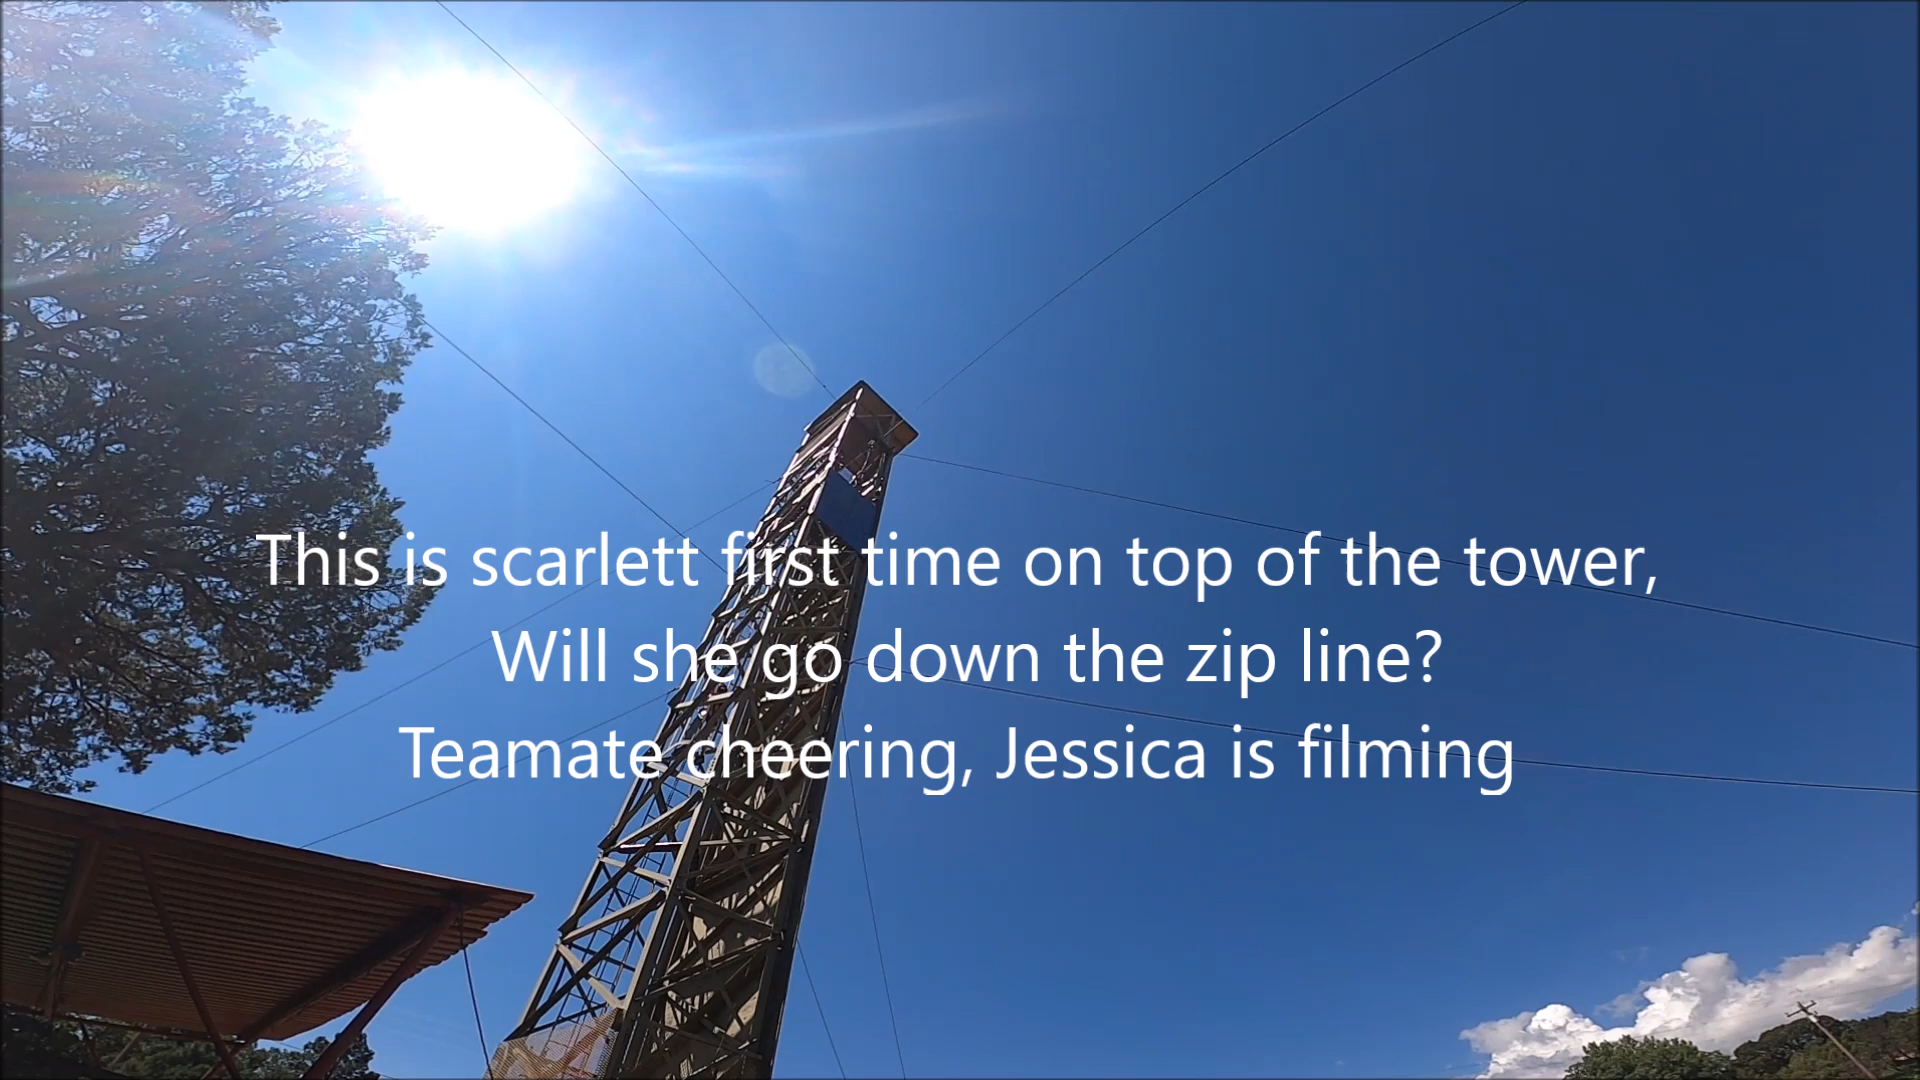 This is scarlett first time on top of the tower,
Will she go down the zip line?
Teamate cheering, Jessica is filming